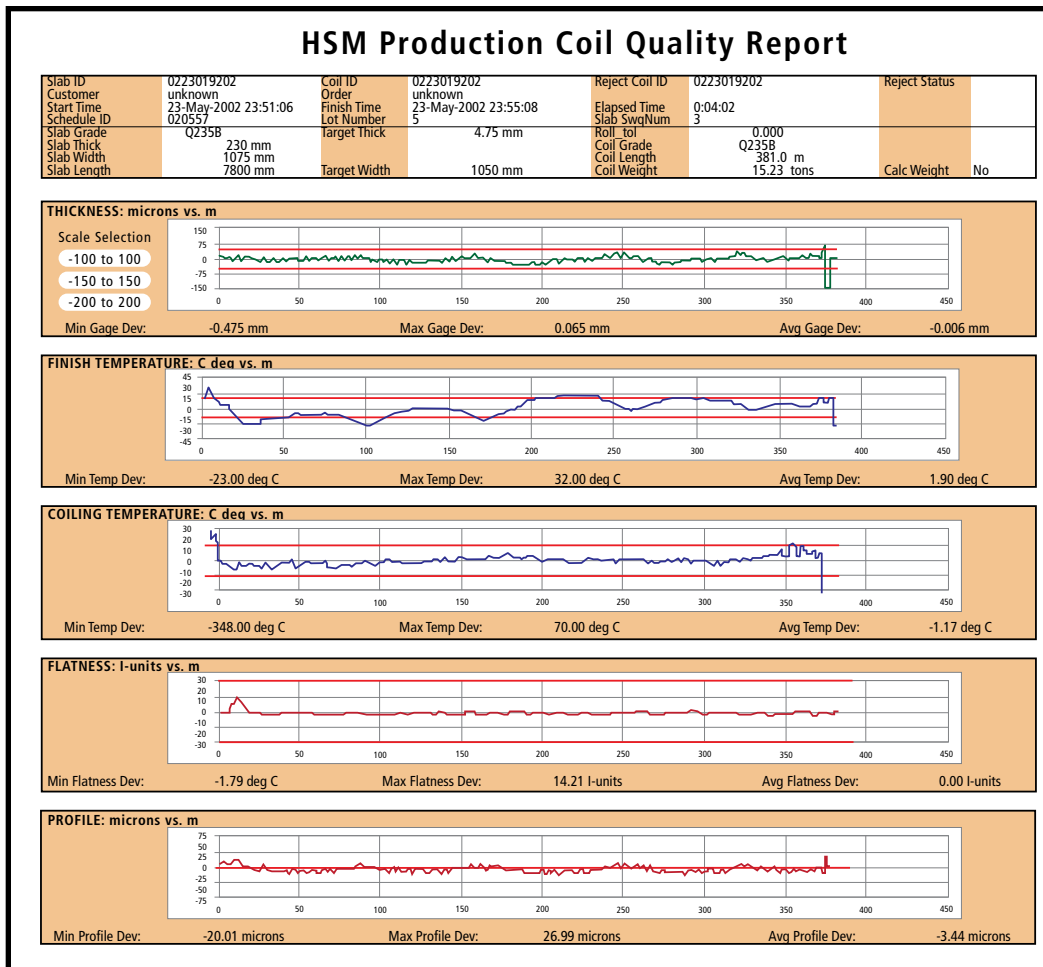 HSM Production Coil Quality Report
Slab ID 0223019202 Coil ID 0223019202 Reject Coil ID 0223019202 Reject Status
Customer unknown Order unknown
Start Time 23-May-2002 23:51:06 Finish Time 23-May-2002 23:55:08 Elapsed Time 0:04:02
Schedule ID 020557 Lot Number 5 Slab SwqNum 3
Slab Grade Q235B Target Thick 4.75 mm Roll_tol 0.000
Slab Thick 230 mm Coil Grade Q235B
Slab Width 1075 mm Coil Length 381.0 m
Slab Length 7800 mm Target Width 1050 mm Coil Weight 15.23 tons Calc Weight No
THICKNESS: microns vs. m
Scale Selection
-100 to 100
-150 to 150
-200 to 200
150
75
0
-75
-150
0 50 100 150 200 250 300 350 400 450
Min Gage Dev: -0.475 mm Max Gage Dev: 0.065 mm Avg Gage Dev: -0.006 mm
FINISH TEMPERATURE: C deg vs. m
45
30
15
0
-15
-30
-45
0 50 100 150 200 250 300 350 400 450
Min Temp Dev: -23.00 deg C Max Temp Dev: 32.00 deg C Avg Temp Dev: 1.90 deg C
COILING TEMPERATURE: C deg vs. m
30
20
10
0
-10
-20
-30
0 50 100 150 200 250 300 350 400 450
Min Temp Dev: -348.00 deg C Max Temp Dev: 70.00 deg C Avg Temp Dev: -1.17 deg C
FLATNESS: I-units vs. m
30
20
10
0
-10
-20
-30
0 50 100 150 200 250 300 350 400 450
Min Flatness Dev: -1.79 deg C Max Flatness Dev: 14.21 I-units Avg Flatness Dev: 0.00 I-units
PROFILE: microns vs. m
75
50
25
0
-25
-50
-75
0 50 100 150 200 250 300 350 400 450
Min Profile Dev: -20.01 microns Max Profile Dev: 26.99 microns Avg Profile Dev: -3.44 microns